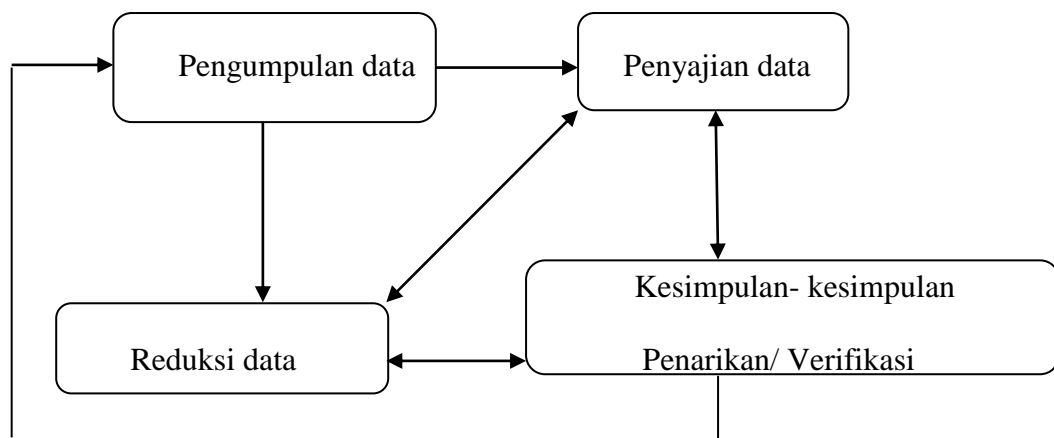 Pengumpulan data
Penyajian data
Reduksi data
Kesimpulan- kesimpulan
Penarikan/ Verifikasi